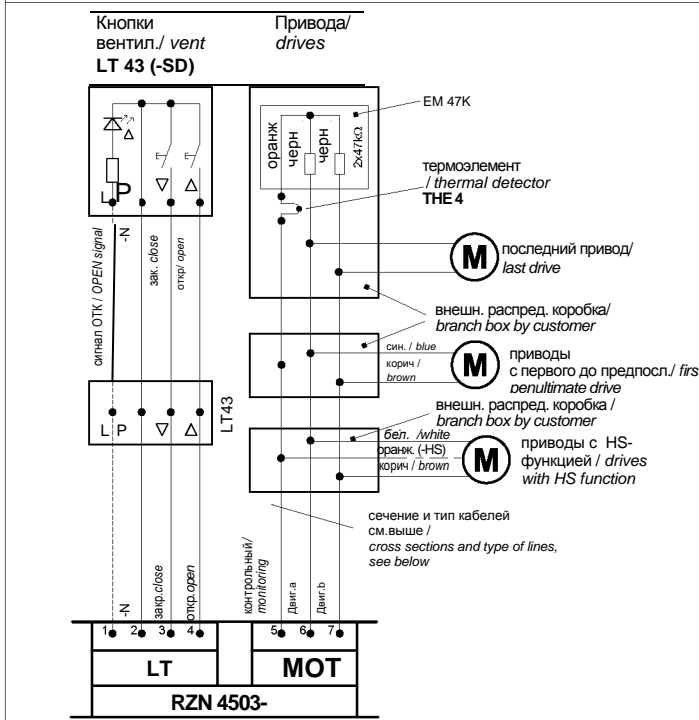 Кнопки
вентил./ vent
LT 43 (-SD)
Привода/
drives
EM 47K
оранж
черн
черн
2x47kΩ
термоэлемент
/ thermal detector
THE 4
L P
-N
сигнал ОТК / OPEN signal
зак. close
откр/ open
M
последний привод/
last drive
внешн. распред. коробка/
branch box by customer
син. / blue
корич /
brown
M
приводы
с первого до предпосл./ firs
penultimate drive
внешн. распред. коробка /
branch box by customer
L P
LT43
бел. /white
оранж. (-HS)
корич / brown
M
приводы с HS-
функцией / drives
with HS function
сечение и тип кабелей
см.выше /
cross sections and type of lines,
see below
-N
закр.close
откр.open
контрольный/
monitoring
Двиг.a
Двиг.b
1 2 3 4
5 6 7
LT
MOT
RZN 4503-